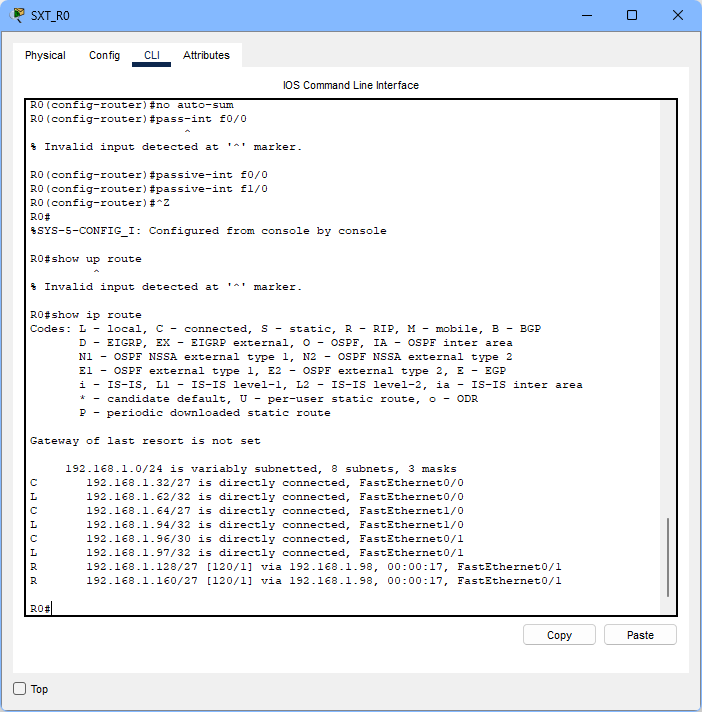 SXT_R0
Physical Config CLI Attributes
IOS Command Line Interface
R0(config-router)#no auto-sum
R0(config-router)#pass-int f0/0
^
% Invalid input detected at '^' marker.
R0(config-router)#passive-int f0/0
R0(config-router)#passive-int f1/0
R0(config-router)#^Z
R0#
%SYS-5-CONFIG_I: Configured from console by console
R0#show up route
^
% Invalid input detected at '^' marker.
R0#show ip route
Codes: L - local, C - connected, S - static, R - RIP, M - mobile, B - BGP
D - EIGRP, EX - EIGRP external, O - OSPF, IA - OSPF inter area
N1 - OSPF NSSA external type 1, N2 - OSPF NSSA external type 2
E1 - OSPF external type 1, E2 - OSPF external type 2, E - EGP
i - IS-IS, L1 - IS-IS level-1, L2 - IS-IS level-2, ia - IS-IS inter area
* - candidate default, U - per-user static route, o - ODR
P - periodic downloaded static route
Gateway of last resort is not set
192.168.1.0/24 is variably subnetted, 8 subnets, 3 masks
C 192.168.1.32/27 is directly connected, FastEthernet0/0
L 192.168.1.62/32 is directly connected, FastEthernet0/0
C 192.168.1.64/27 is directly connected, FastEthernet1/0
L 192.168.1.94/32 is directly connected, FastEthernet1/0
C 192.168.1.96/30 is directly connected, FastEthernet0/1
L 192.168.1.97/32 is directly connected, FastEthernet0/1
R 192.168.1.128/27 [120/1] via 192.168.1.98, 00:00:17, FastEthernet0/1
R 192.168.1.160/27 [120/1] via 192.168.1.98, 00:00:17, FastEthernet0/1
R0#
Copy Paste
Top